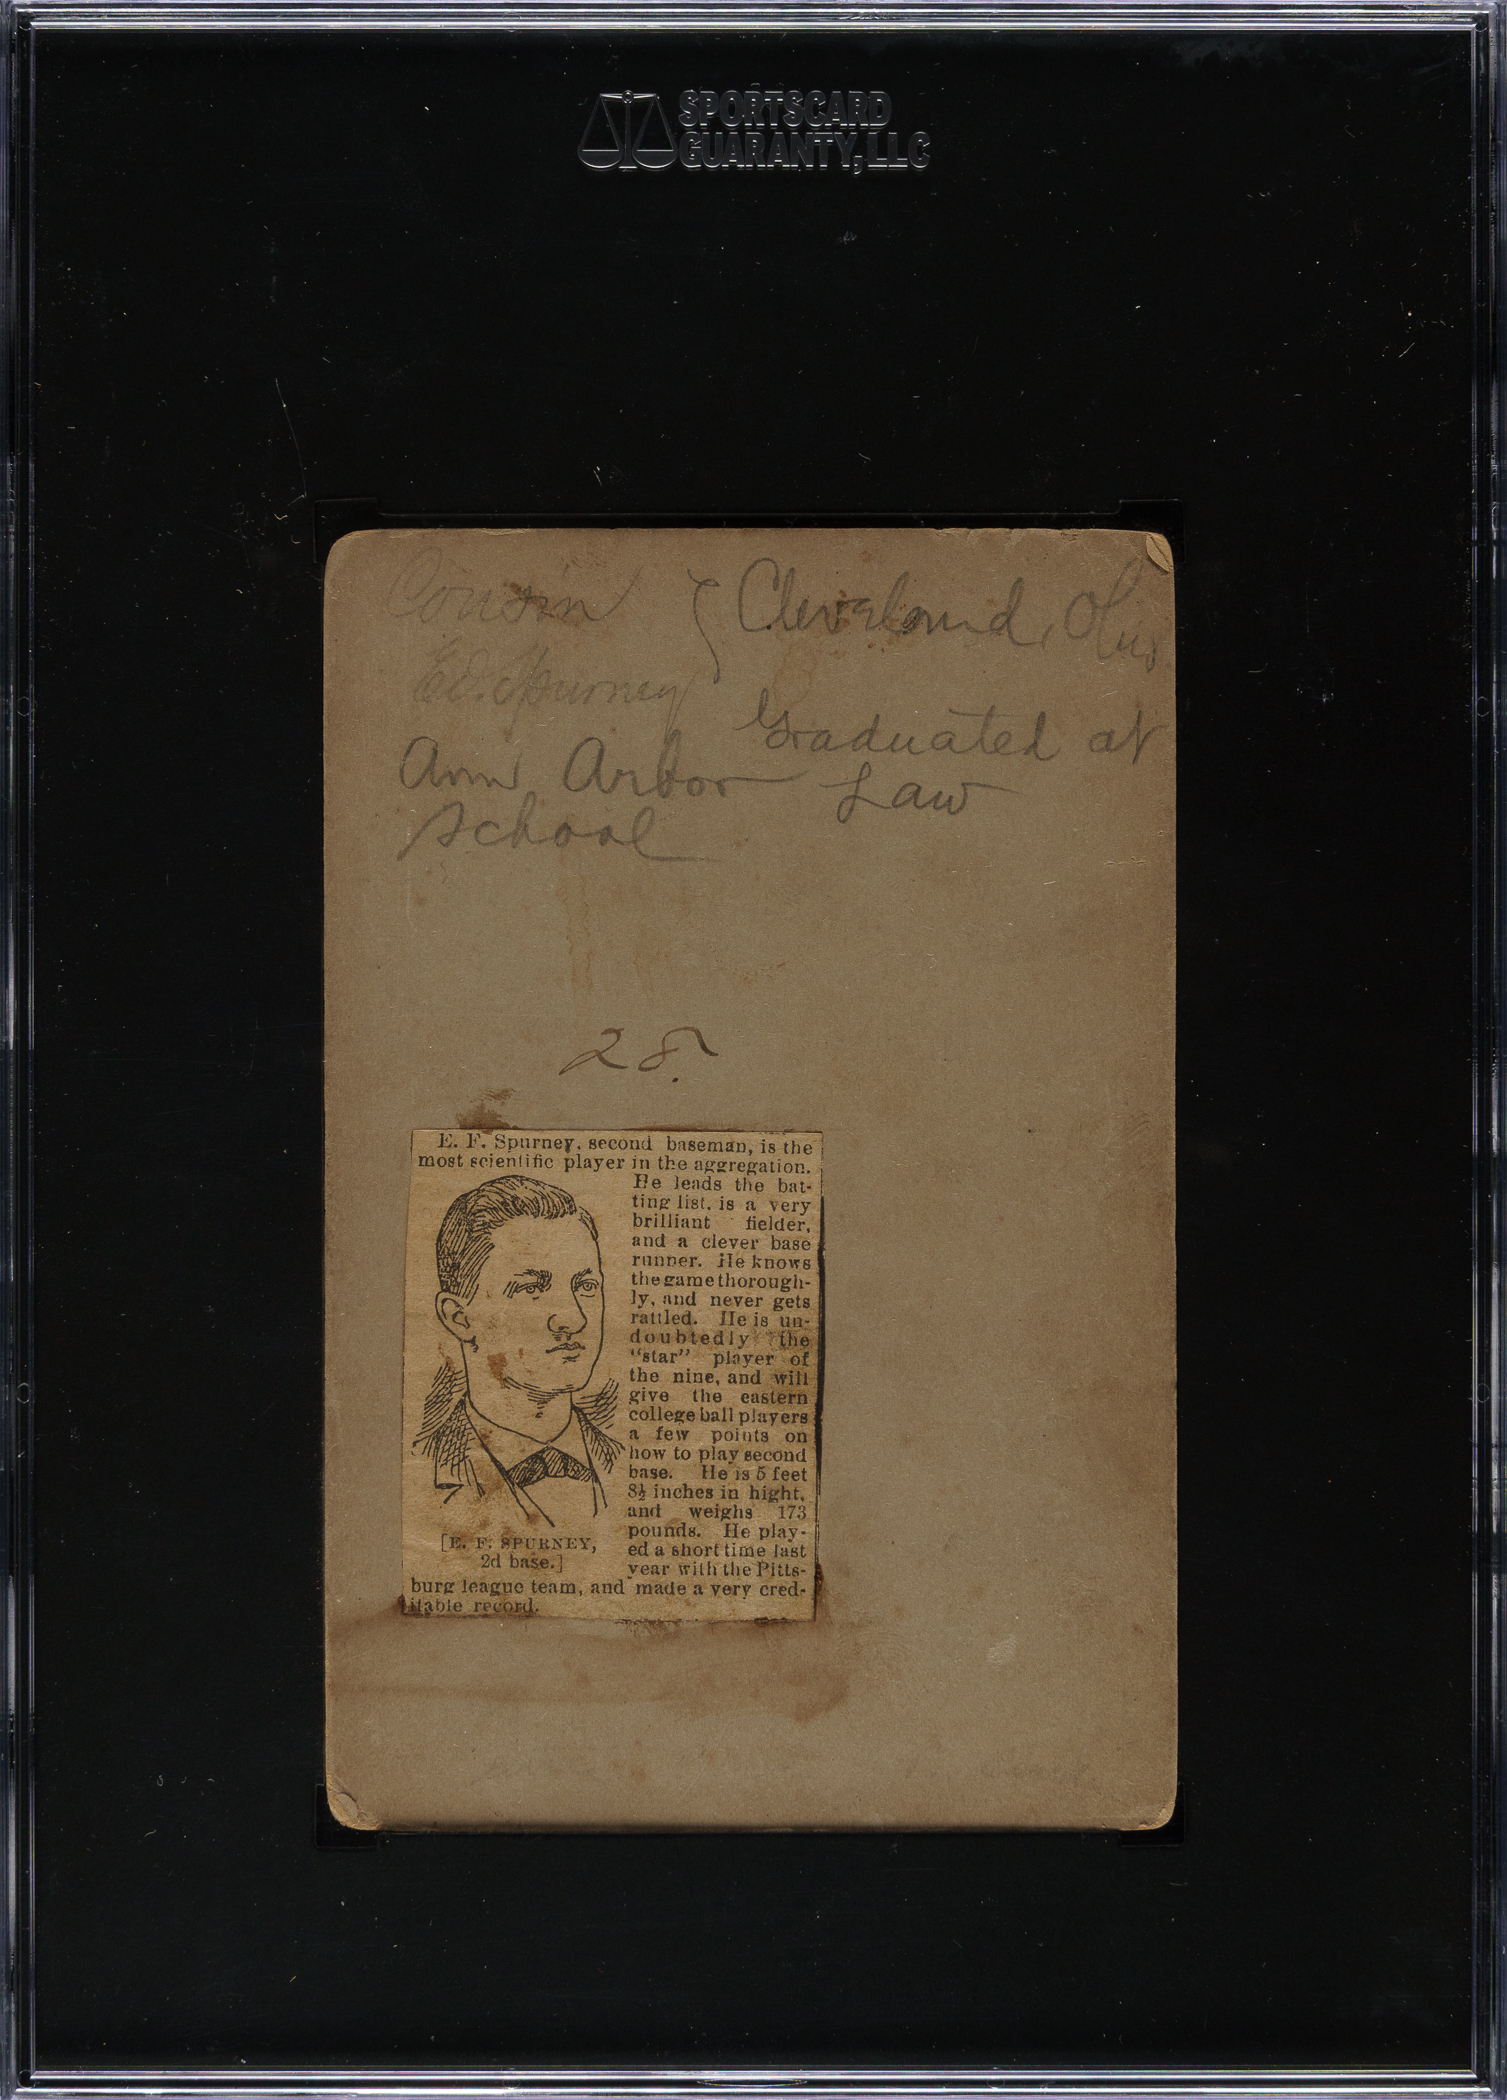 SPORTSCARD
GUARANTY, LLC
Cousin
Cleveland, Ohio
Ed. Spurney
Graduated at
Ann Arbor Law
School
28.
E. F. Spurney, second baseman, is the
most scientific player in the aggregation.
He leads the bat-
ting list, is a very
brilliant fielder,
and a clever base
runner. He knows
the game thorough-
ly, and never gets
rattled. He is un-
doubtedly the
"star" player of
the nine, and will
give the eastern
college ball players
a few points on
how to play second
base. He is 5 feet
8½ inches in hight,
and weighs 173
pounds. He play-
ed a short time last
year with the Pitts-
burg league team, and made a very cred-
itable record.
[E. F. SPURNEY,
2d base.]